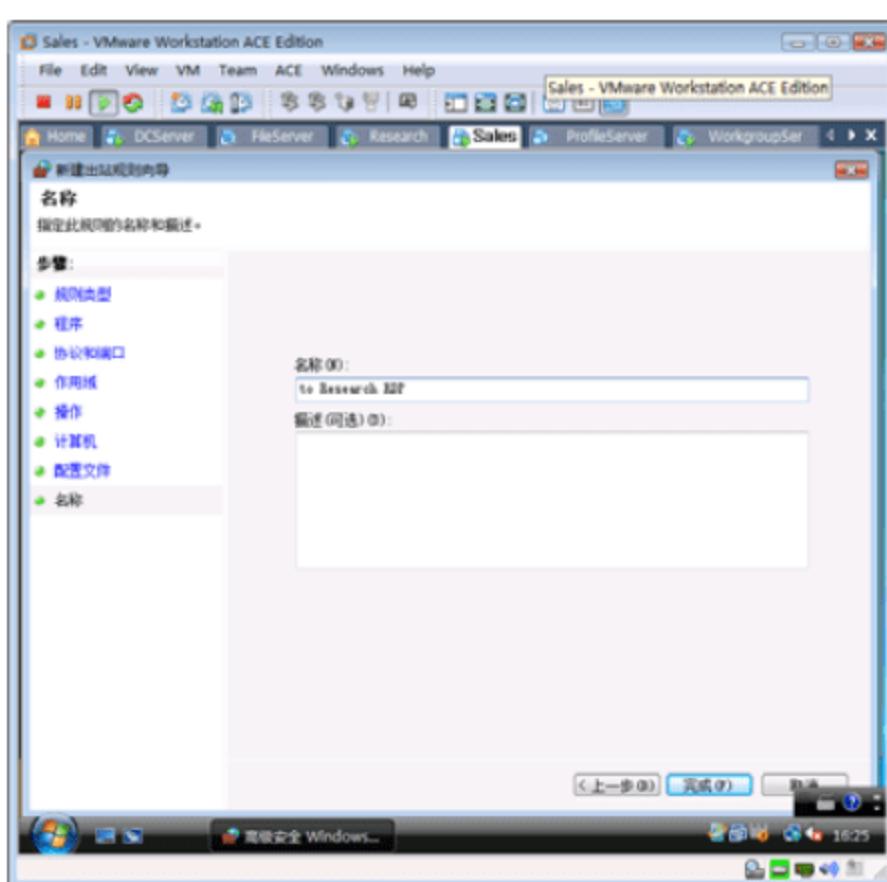 Sales - VMware Workstation ACE Edition
File Edit View VM Team ACE Windows Help
Sales - VMware Workstation ACE Edition
Home DCServer FileServer Research Sales ProfileServer WorkgroupSer
新建出站规则向导
名称
指定此规则的名称和描述。
步骤:
规则类型
程序
协议和端口
作用域
操作
计算机
配置文件
名称
名称(N):
to Research RDP
描述(可选)(D):
<上一步(B) 完成(F) 取消
高级安全 Windows...
16:25